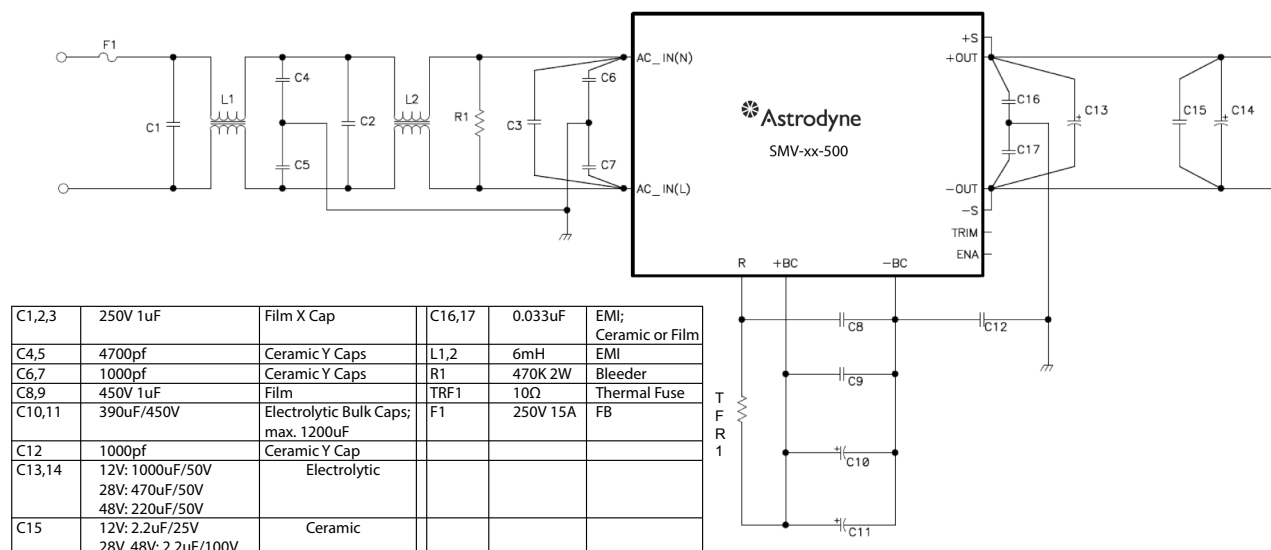 F1
C1
L1
C4
C5
C2
L2
R1
C3
C6
C7
AC_IN(N)
AC_IN(L)
Astrodyne
SMV-xx-500
+S
+OUT
-OUT
-S
TRIM
ENA
R
+BC
-BC
C16
C17
C13
C15
C14
+
+
C8
C12
C9
+
C10
+
C11
T
F
R
1
C1,2,3 250V 1uF Film X Cap C16,17 0.033uF EMI;
Ceramic or Film
C4,5 4700pf Ceramic Y Caps L1,2 6mH EMI
C6,7 1000pf Ceramic Y Caps R1 470K 2W Bleeder
C8,9 450V 1uF Film TRF1 10Ω Thermal Fuse
C10,11 390uF/450V Electrolytic Bulk Caps; F1 250V 15A FB
max. 1200uF
C12 1000pf Ceramic Y Cap
C13,14 12V: 1000uF/50V Electrolytic
28V: 470uF/50V
48V: 220uF/50V
C15 12V: 2.2uF/25V Ceramic
28V, 48V: 2.2uF/100V